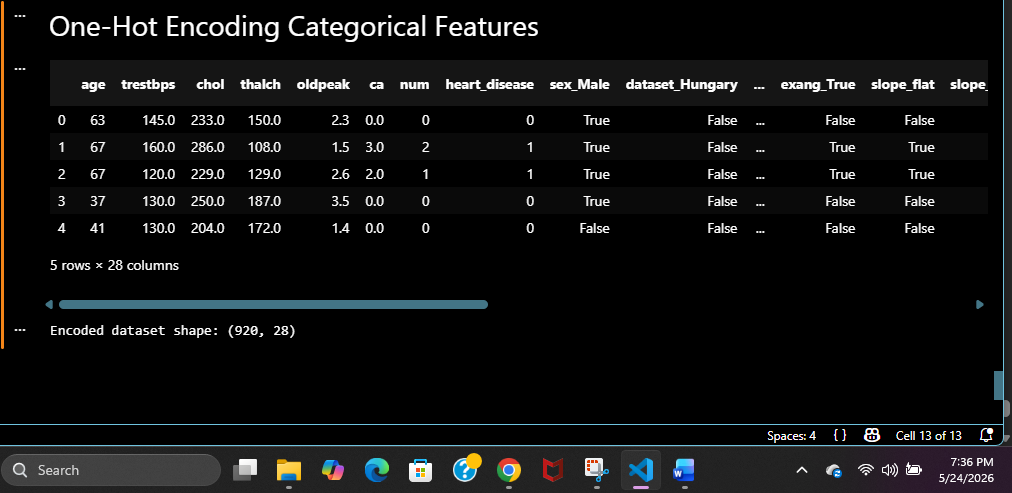 ...
One-Hot Encoding Categorical Features
...
age trestbps chol thalch oldpeak ca num heart_disease sex_Male dataset_Hungary ... exang_True slope_flat slope_
0 63 145.0 233.0 150.0 2.3 0.0 0 0 True False ... False False
1 67 160.0 286.0 108.0 1.5 3.0 2 1 True False ... True True
2 67 120.0 229.0 129.0 2.6 2.0 1 1 True False ... True True
3 37 130.0 250.0 187.0 3.5 0.0 0 0 True False ... False False
4 41 130.0 204.0 172.0 1.4 0.0 0 0 False False ... False False
5 rows × 28 columns
... Encoded dataset shape: (920, 28)
Spaces: 4 { } Cell 13 of 13
Search
7:36 PM
5/24/2026